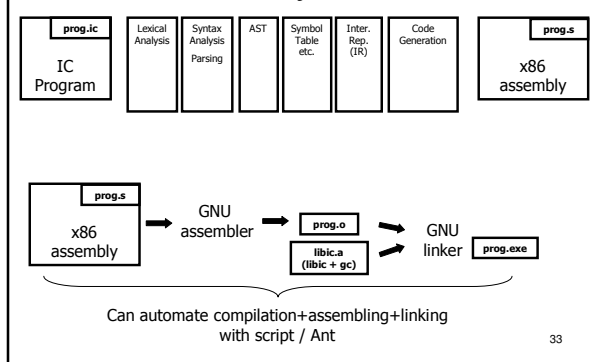 prog.ic
IC
Program
Lexical
Analysis
Syntax
Analysis
Parsing
AST
Symbol
Table
etc.
Inter.
Rep.
(IR)
Code
Generation
prog.s
x86
assembly
prog.s
x86
assembly
GNU
assembler
prog.o
libic.a
(libic + gc)
GNU
linker
prog.exe
Can automate compilation+assembling+linking
with script / Ant
33